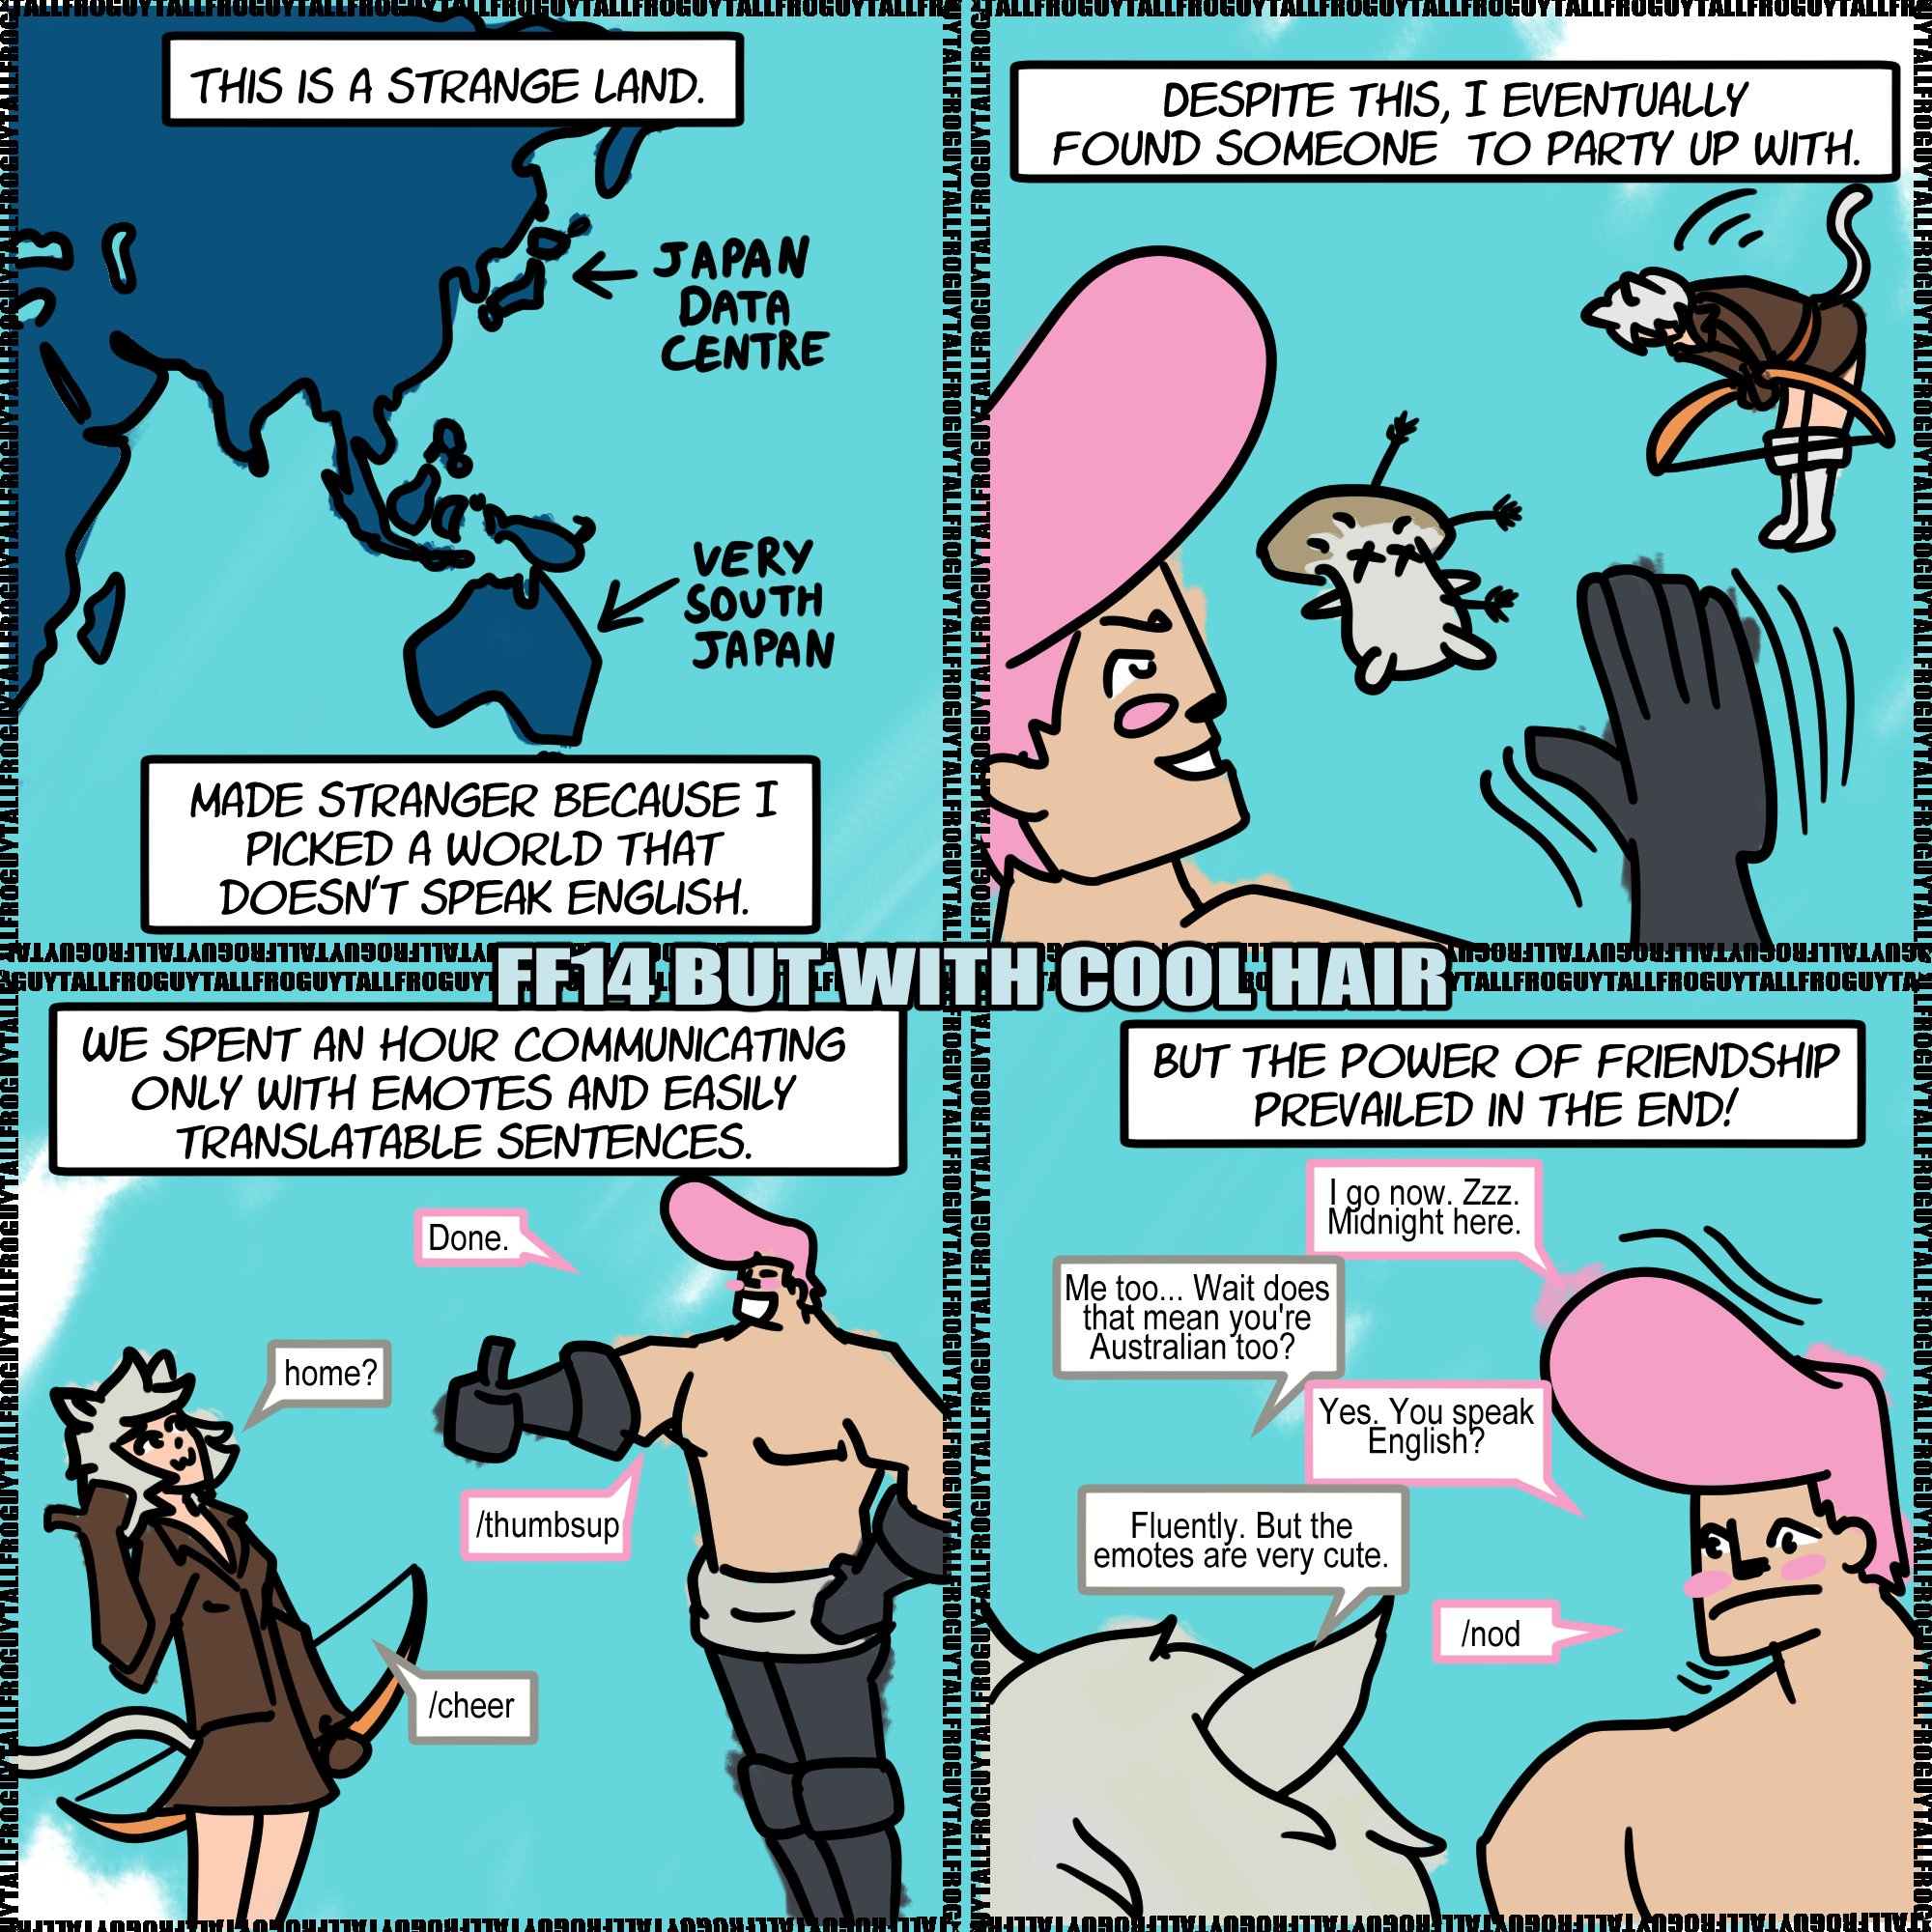 TALLFROGUYTALLFROGUYTALLFROGUYTALLFROGUYTALLFROGUY
THIS IS A STRANGE LAND.
JAPAN
DATA
CENTRE
VERY
SOUTH
JAPAN
MADE STRANGER BECAUSE I
PICKED A WORLD THAT
DOESN'T SPEAK ENGLISH.
DESPITE THIS, I EVENTUALLY
FOUND SOMEONE TO PARTY UP WITH.
FF14 BUT WITH COOL HAIR
WE SPENT AN HOUR COMMUNICATING
ONLY WITH EMOTES AND EASILY
TRANSLATABLE SENTENCES.
Done.
home?
/thumbsup
/cheer
BUT THE POWER OF FRIENDSHIP
PREVAILED IN THE END!
I go now. Zzz.
Midnight here.
Me too... Wait does
that mean you're
Australian too?
Yes. You speak
English?
Fluently. But the
emotes are very cute.
/nod